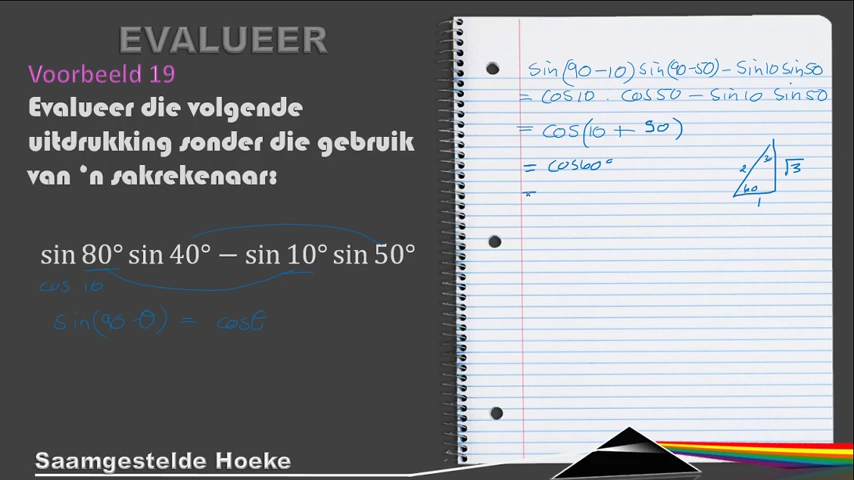 EVALUEER
Voorbeeld 19
Evalueer die volgende
uitdrukking sonder die gebruik
van 'n sakrekenaar:
sin 80° sin 40° − sin 10° sin 50°
cos 10
sin(90-θ) = cosθ
Saamgestelde Hoeke
sin(90-10) sin(90-50) - sin10 sin50
= cos10 . cos50 - sin10 sin50
= cos(10 + 50)
= cos60°
=
2
√3
60
1